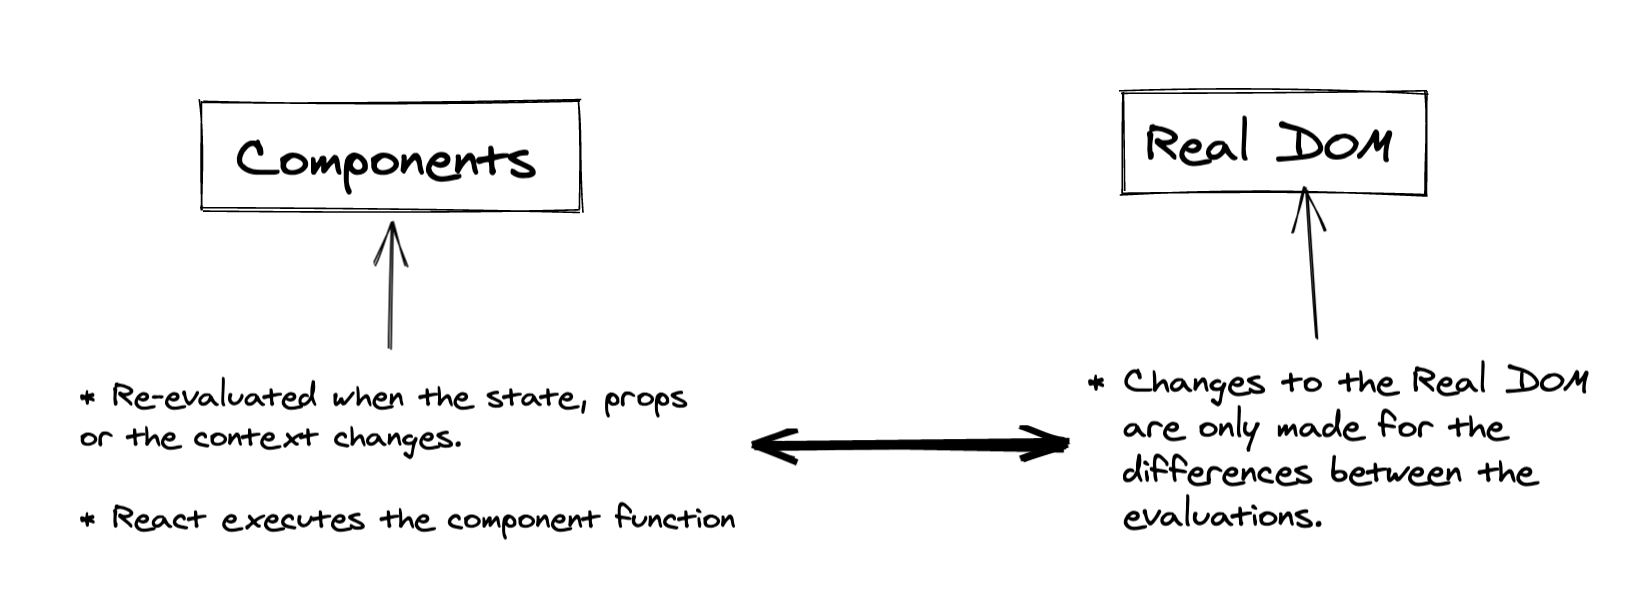 Components
* Re-evaluated when the state, props
or the context changes.
* React executes the component function
Real DOM
* Changes to the Real DOM
are only made for the
differences between the
evaluations.